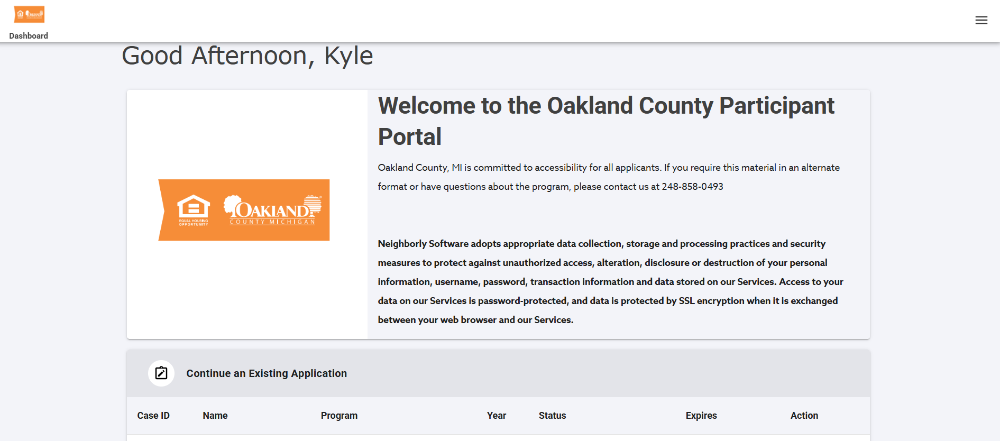 OAKLAND
Dashboard
Good Afternoon, Kyle
Welcome to the Oakland County Participant
Portal
Oakland County, MI is committed to accessibility for all applicants. If you require this material in an alternate
format or have questions about the program, please contact us at 248-858-0493
EQUAL HOUSING
OPPORTUNITY
OAKLAND®
COUNTY MICHIGAN
Neighborly Software adopts appropriate data collection, storage and processing practices and security
measures to protect against unauthorized access, alteration, disclosure or destruction of your personal
information, username, password, transaction information and data stored on our Services. Access to your
data on our Services is password-protected, and data is protected by SSL encryption when it is exchanged
between your web browser and our Services.
Continue an Existing Application
Case ID Name Program Year Status Expires Action